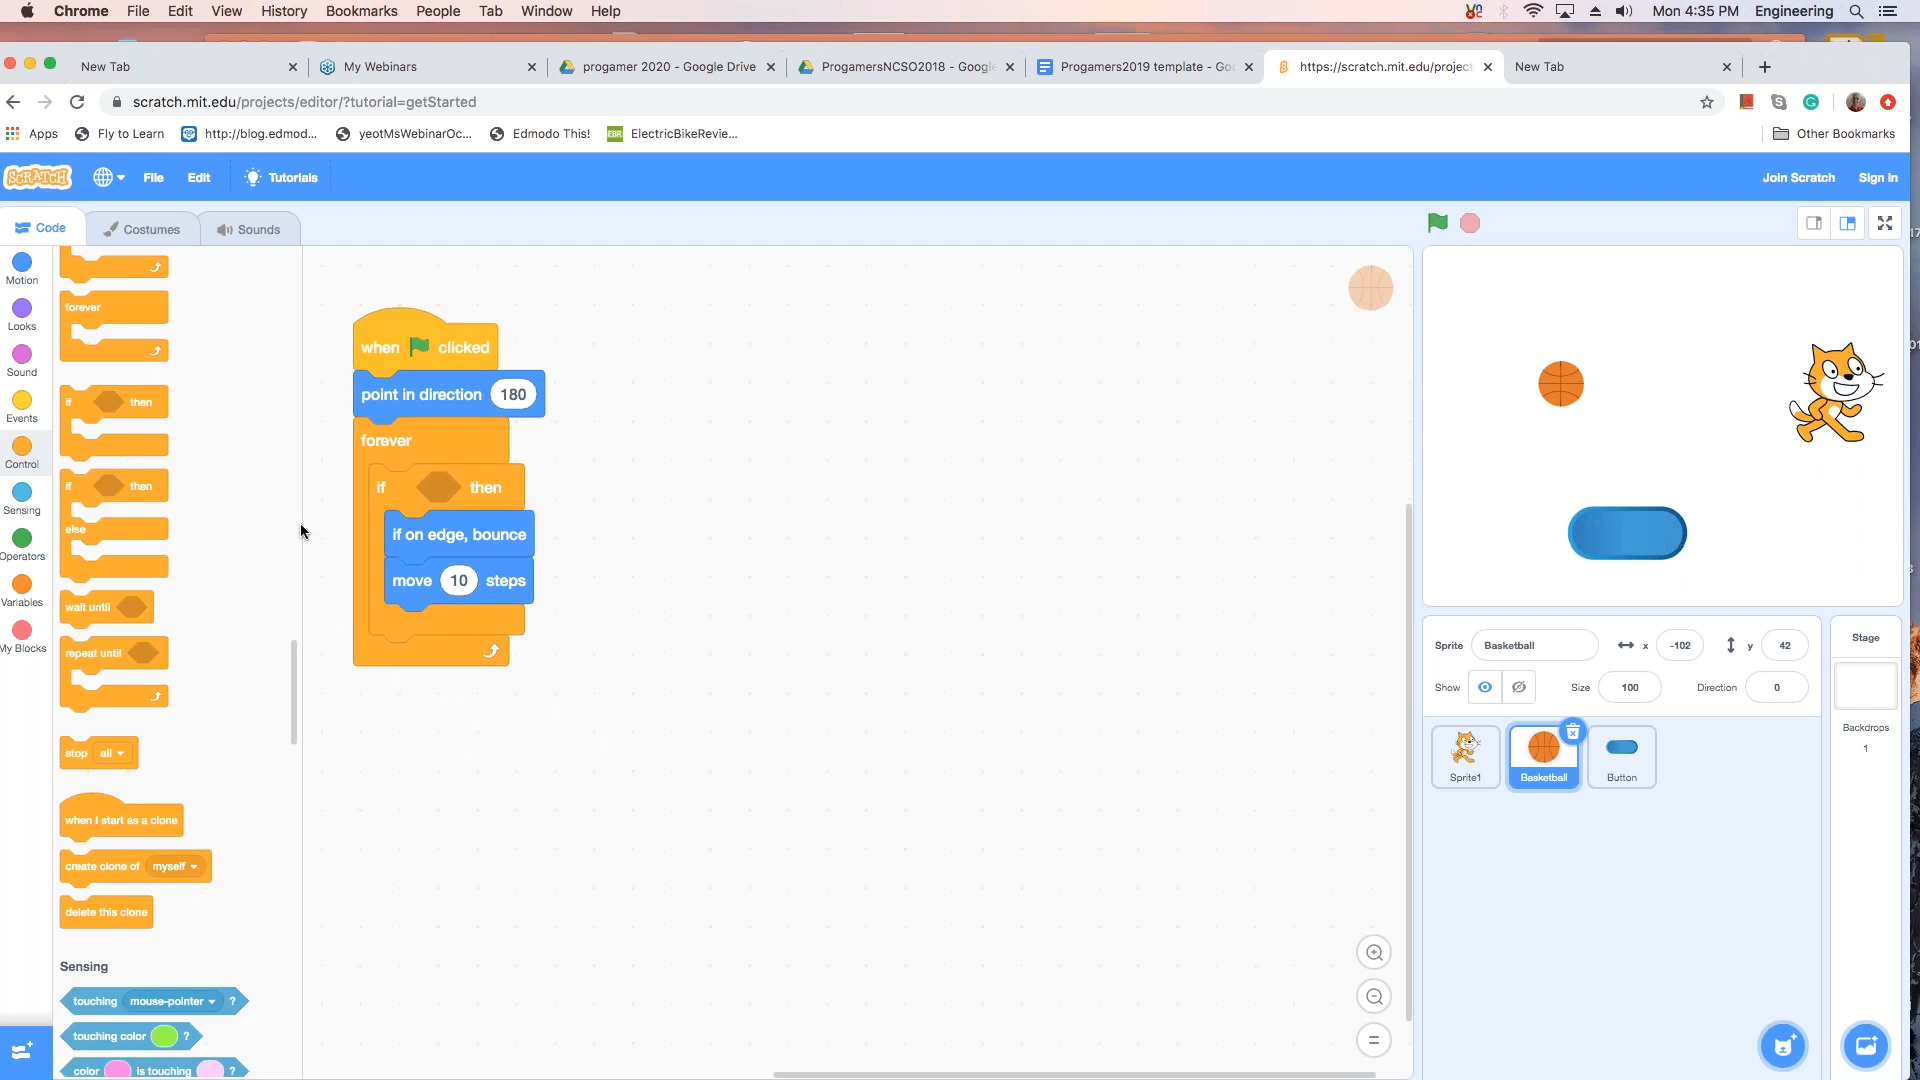 Chrome File Edit View History Bookmarks People Tab Window Help Mon 4:35 PM Engineering
New Tab My Webinars progamer 2020 - Google Drive ProgamersNCSO2018 - Google Progamers2019 template - Go https://scratch.mit.edu/project New Tab
scratch.mit.edu/projects/editor/?tutorial=getStarted
Apps Fly to Learn http://blog.edmod... yeotMsWebinarOc... Edmodo This! EBR ElectricBikeRevie... Other Bookmarks
SCRATCH File Edit Tutorials Join Scratch Sign in
Code Costumes Sounds
Motion
Looks
Sound
Events
Control
Sensing
Operators
Variables
My Blocks
forever
if then
if then
else
wait until
repeat until
stop all
when I start as a clone
create clone of myself
delete this clone
Sensing
touching mouse-pointer ?
touching color ?
color is touching ?
when clicked
point in direction 180
forever
if then
if on edge, bounce
move 10 steps
Sprite Basketball x -102 y 42
Show Size 100 Direction 0
Sprite1 Basketball Button
Stage
Backdrops
1